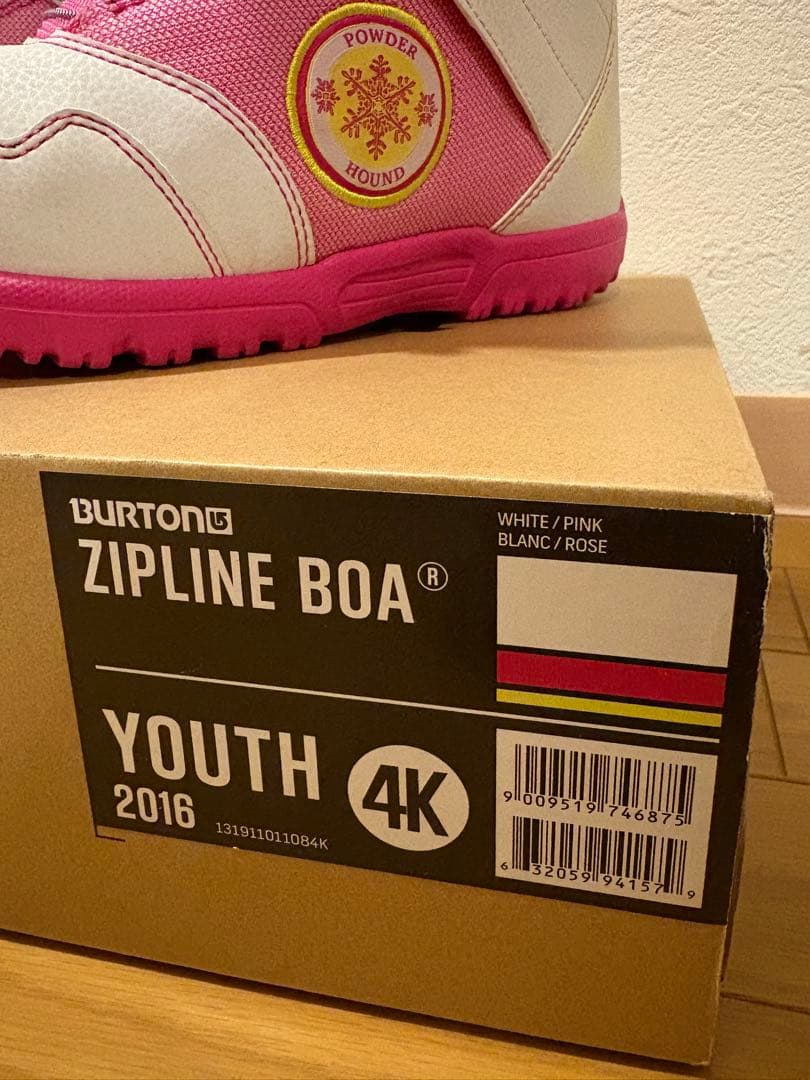 POWDER
HOUND
BURTON
ZIPLINE BOA®
WHITE / PINK
BLANC / ROSE
YOUTH
2016
4K
131911011084K
9 009519 746875
6 32059 94157 9